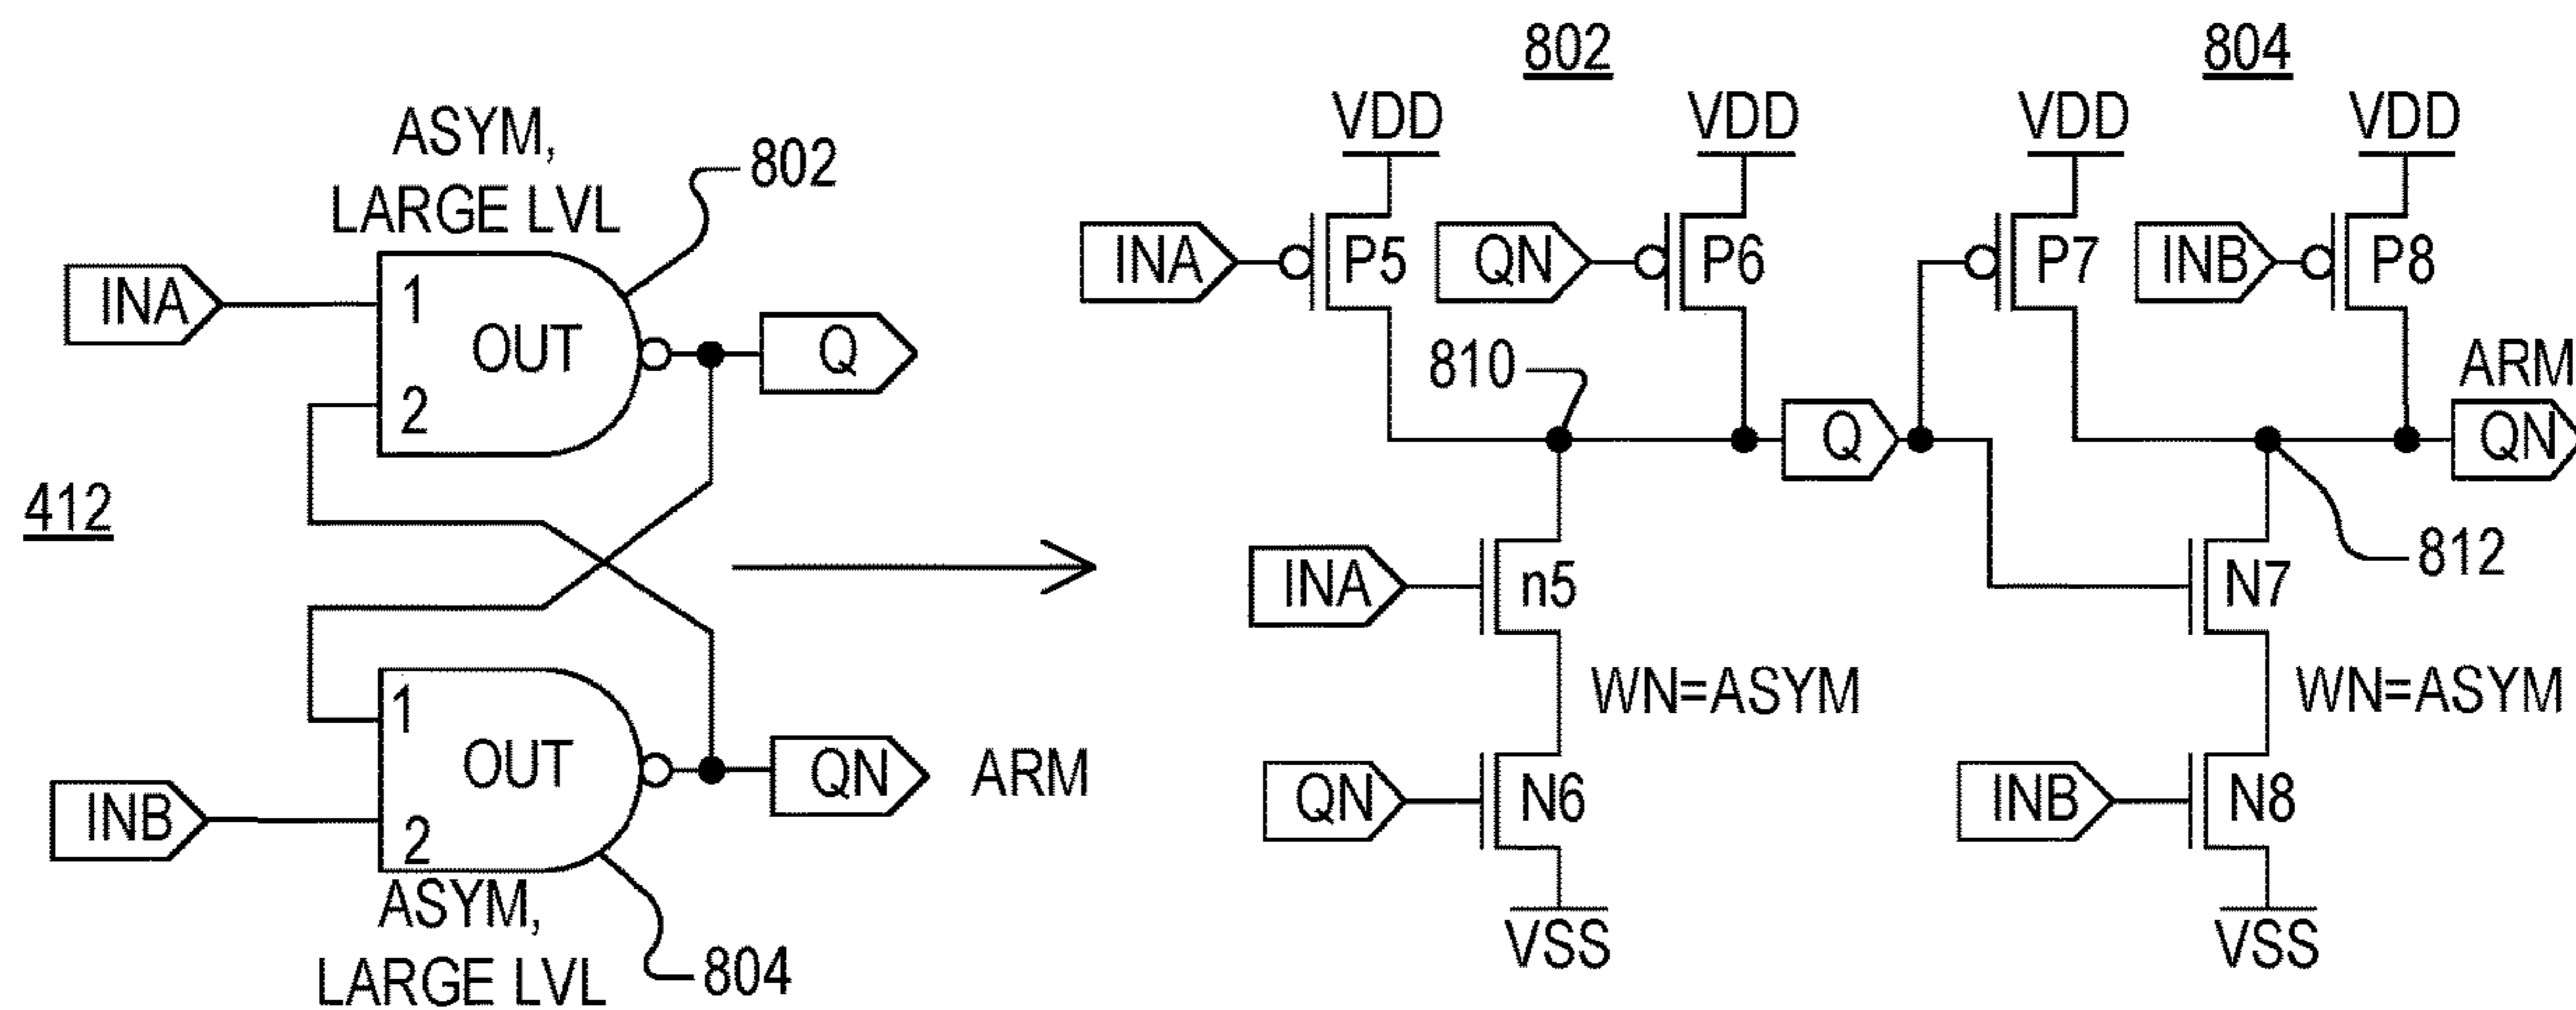 ASYM,
LARGE LVL
802
INA
1
OUT
2
Q
412
1
OUT
2
INB
QN
ARM
ASYM,
LARGE LVL
804
802
VDD
VDD
INA
P5
QN
P6
810
Q
INA
n5
WN=ASYM
QN
N6
VSS
804
VDD
VDD
P7
INB
P8
ARM
QN
812
N7
WN=ASYM
INB
N8
VSS